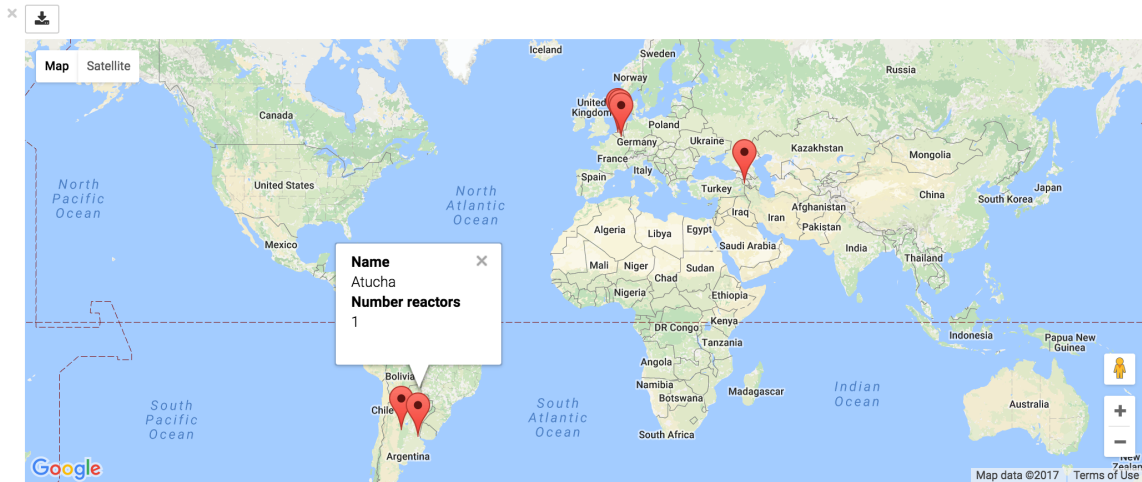 Map
Satellite
Iceland
Sweden
Norway
Russia
United
Kingdom
Canada
Poland
Germany
Ukraine
Kazakhstan
Mongolia
France
Italy
Spain
North
Pacific
Ocean
United States
North
Atlantic
Ocean
Turkey
China
Japan
South Korea
Afghanistan
Iraq
Iran
Pakistan
Algeria
Libya
Egypt
Mexico
Saudi Arabia
India
Thailand
Name
Atucha
Number reactors
1
Mali
Niger
Chad
Sudan
Nigeria
Ethiopia
DR Congo
Kenya
Tanzania
Indonesia
Papua New
Guinea
Angola
Bolivia
Namibia
Botswana
Madagascar
Indian
Ocean
Chile
South
Pacific
Ocean
South
Atlantic
Ocean
Australia
South Africa
Argentina
New
Zealan
Google
Map data ©2017
Terms of Use